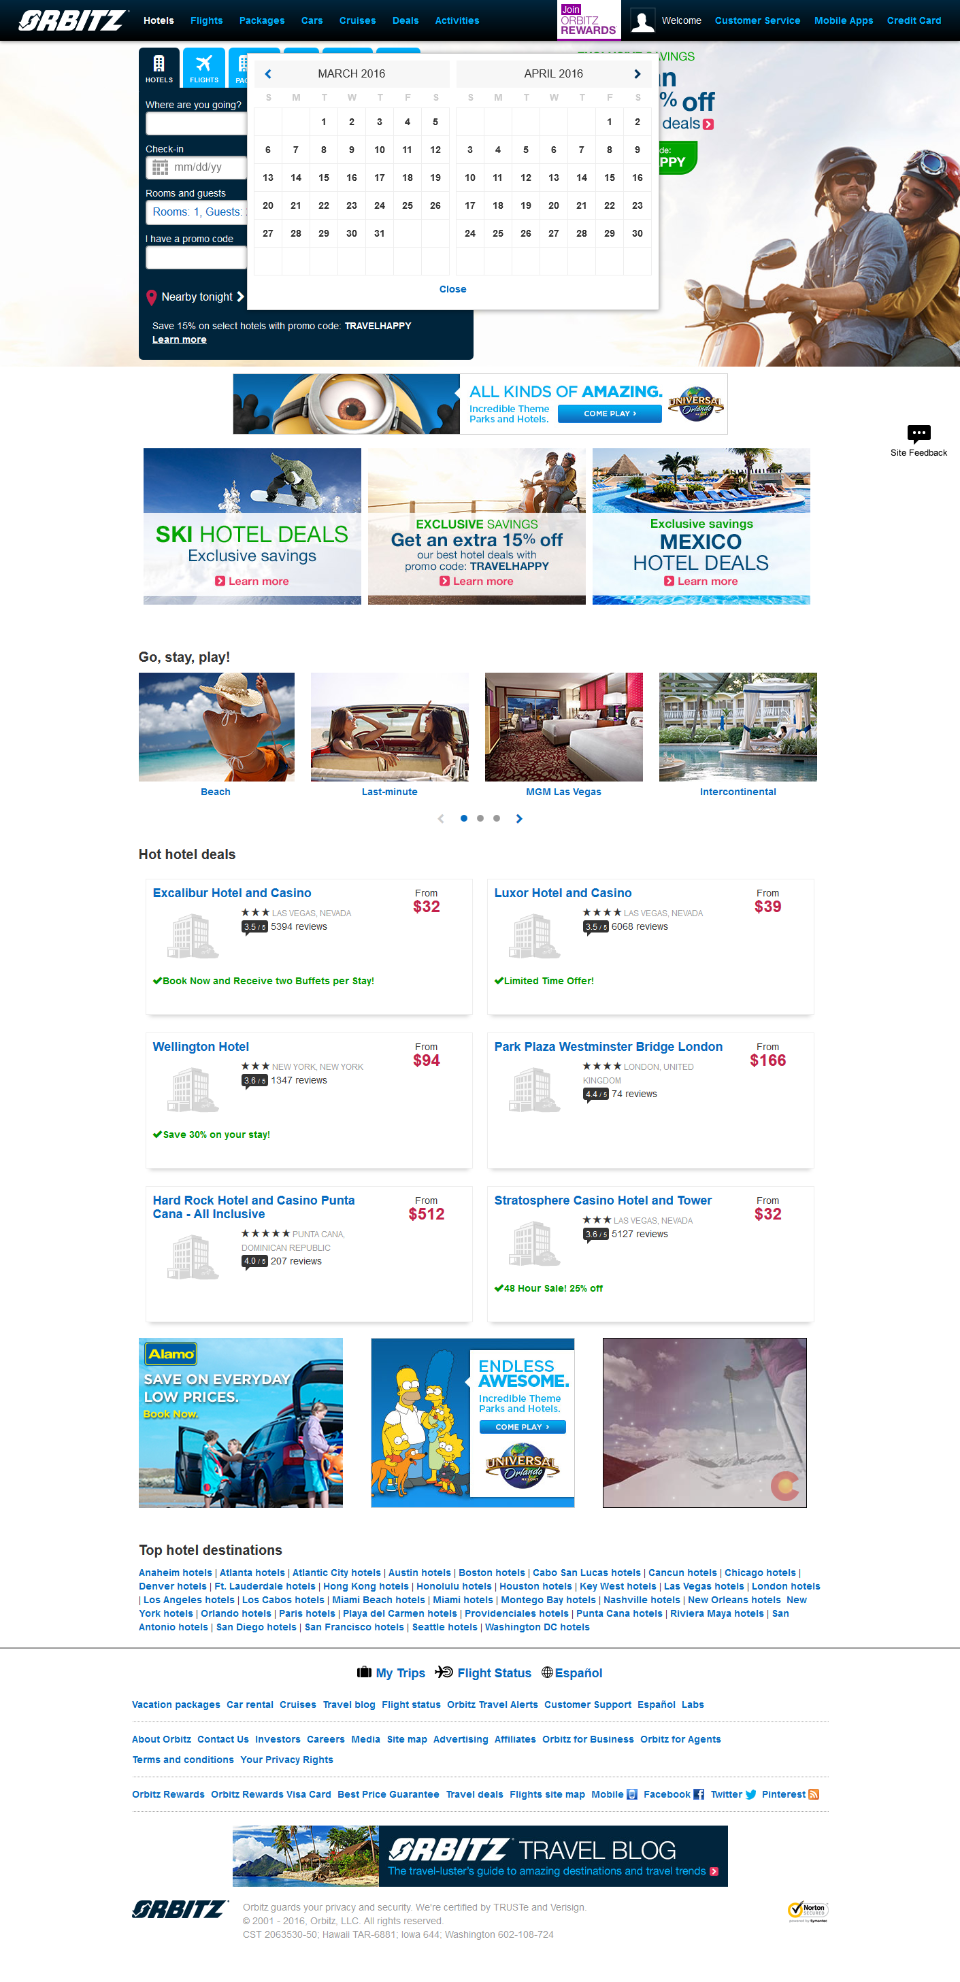 ORBITZ Hotels Flights Packages Cars Cruises Deals Activities Join ORBITZ REWARDS Welcome Customer Service Mobile Apps Credit Card
HOTELS FLIGHTS
Where are you going?
Check-in
mm/dd/yy
Rooms and guests
Rooms: 1, Guests:
I have a promo code
Nearby tonight
Save 15% on select hotels with promo code: TRAVELHAPPY
Learn more
MARCH 2016
S M T W T F S
1 2 3 4 5
6 7 8 9 10 11 12
13 14 15 16 17 18 19
20 21 22 23 24 25 26
27 28 29 30 31
APRIL 2016
S M T W T F S
1 2
3 4 5 6 7 8 9
10 11 12 13 14 15 16
17 18 19 20 21 22 23
24 25 26 27 28 29 30
Close
% off
deals
ALL KINDS OF AMAZING.
Incredible Theme
Parks and Hotels.
COME PLAY ›
UNIVERSAL Orlando
Site Feedback
SKI HOTEL DEALS
Exclusive savings
Learn more
EXCLUSIVE SAVINGS
Get an extra 15% off
our best hotel deals with
promo code: TRAVELHAPPY
Learn more
Exclusive savings
MEXICO
HOTEL DEALS
Learn more
Go, stay, play!
Beach Last-minute MGM Las Vegas Intercontinental
Hot hotel deals
Excalibur Hotel and Casino
From
$32
LAS VEGAS, NEVADA
3.5 / 5 5394 reviews
Book Now and Receive two Buffets per Stay!
Luxor Hotel and Casino
From
$39
LAS VEGAS, NEVADA
3.5 / 5 6068 reviews
Limited Time Offer!
Wellington Hotel
From
$94
NEW YORK, NEW YORK
3.6 / 5 1347 reviews
Save 30% on your stay!
Park Plaza Westminster Bridge London
From
$166
LONDON, UNITED
KINGDOM
4.4 / 5 74 reviews
Hard Rock Hotel and Casino Punta
Cana - All Inclusive
From
$512
PUNTA CANA,
DOMINICAN REPUBLIC
4.0 / 5 207 reviews
Stratosphere Casino Hotel and Tower
From
$32
LAS VEGAS, NEVADA
3.6 / 5 5127 reviews
48 Hour Sale! 25% off
Alamo
SAVE ON EVERYDAY
LOW PRICES.
Book Now.
ENDLESS
AWESOME.
Incredible Theme
Parks and Hotels.
COME PLAY ›
UNIVERSAL Orlando
Top hotel destinations
Anaheim hotels | Atlanta hotels | Atlantic City hotels | Austin hotels | Boston hotels | Cabo San Lucas hotels | Cancun hotels | Chicago hotels |
Denver hotels | Ft. Lauderdale hotels | Hong Kong hotels | Honolulu hotels | Houston hotels | Key West hotels | Las Vegas hotels | London hotels
| Los Angeles hotels | Los Cabos hotels | Miami Beach hotels | Miami hotels | Montego Bay hotels | Nashville hotels | New Orleans hotels New
York hotels | Orlando hotels | Paris hotels | Playa del Carmen hotels | Providenciales hotels | Punta Cana hotels | Riviera Maya hotels | San
Antonio hotels | San Diego hotels | San Francisco hotels | Seattle hotels | Washington DC hotels
My Trips Flight Status Español
Vacation packages Car rental Cruises Travel blog Flight status Orbitz Travel Alerts Customer Support Español Labs
About Orbitz Contact Us Investors Careers Media Site map Advertising Affiliates Orbitz for Business Orbitz for Agents
Terms and conditions Your Privacy Rights
Orbitz Rewards Orbitz Rewards Visa Card Best Price Guarantee Travel deals Flights site map Mobile Facebook Twitter Pinterest
ORBITZ TRAVEL BLOG
The travel-luster's guide to amazing destinations and travel trends
ORBITZ
Orbitz guards your privacy and security. We're certified by TRUSTe and Verisign.
© 2001 - 2016, Orbitz, LLC. All rights reserved.
CST 2063530-50; Hawaii TAR-6881; Iowa 644; Washington 602-108-724
Norton
SECURED
powered by Symantec